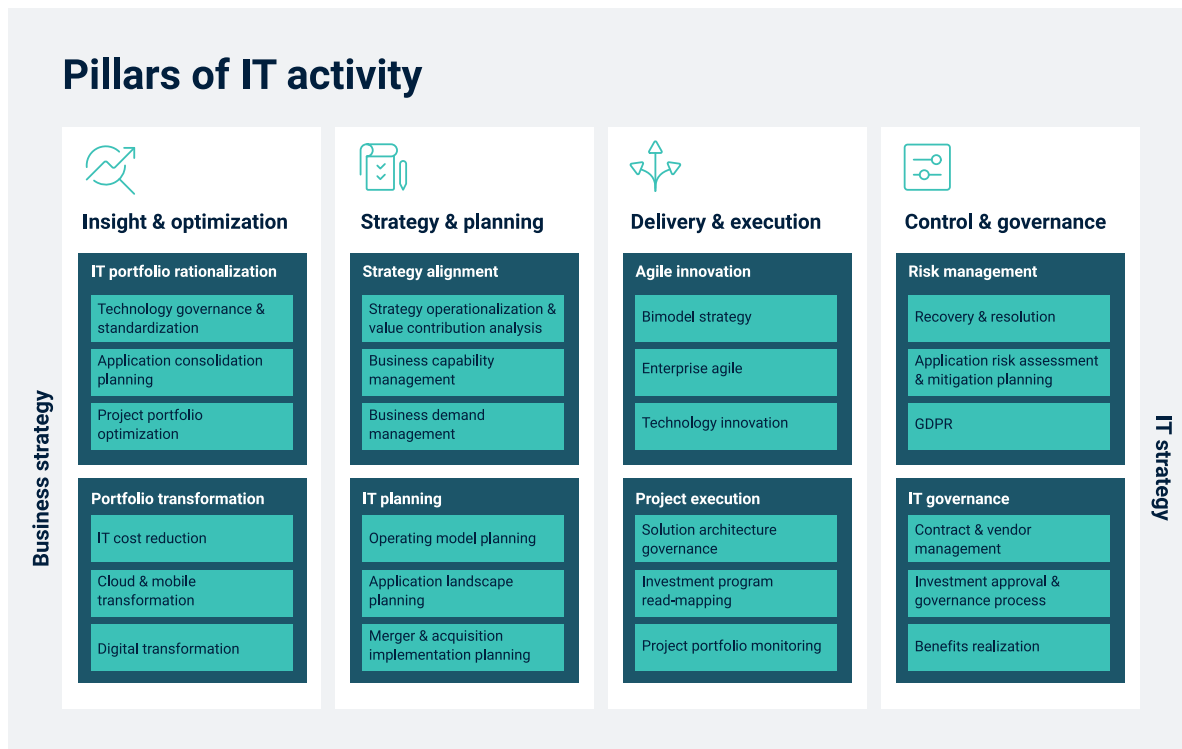 Pillars of IT activity
Business strategy
Insight & optimization
IT portfolio rationalization
Technology governance &
standardization
Application consolidation
planning
Project portfolio
optimization
Portfolio transformation
IT cost reduction
Cloud & mobile
transformation
Digital transformation
Strategy & planning
Strategy alignment
Strategy operationalization &
value contribution analysis
Business capability
management
Business demand
management
IT planning
Operating model planning
Application landscape
planning
Merger & acquisition
implementation planning
Delivery & execution
Agile innovation
Bimodel strategy
Enterprise agile
Technology innovation
Project execution
Solution architecture
governance
Investment program
read-mapping
Project portfolio monitoring
Control & governance
Risk management
Recovery & resolution
Application risk assessment
& mitigation planning
GDPR
IT governance
Contract & vendor
management
Investment approval &
governance process
Benefits realization
IT strategy